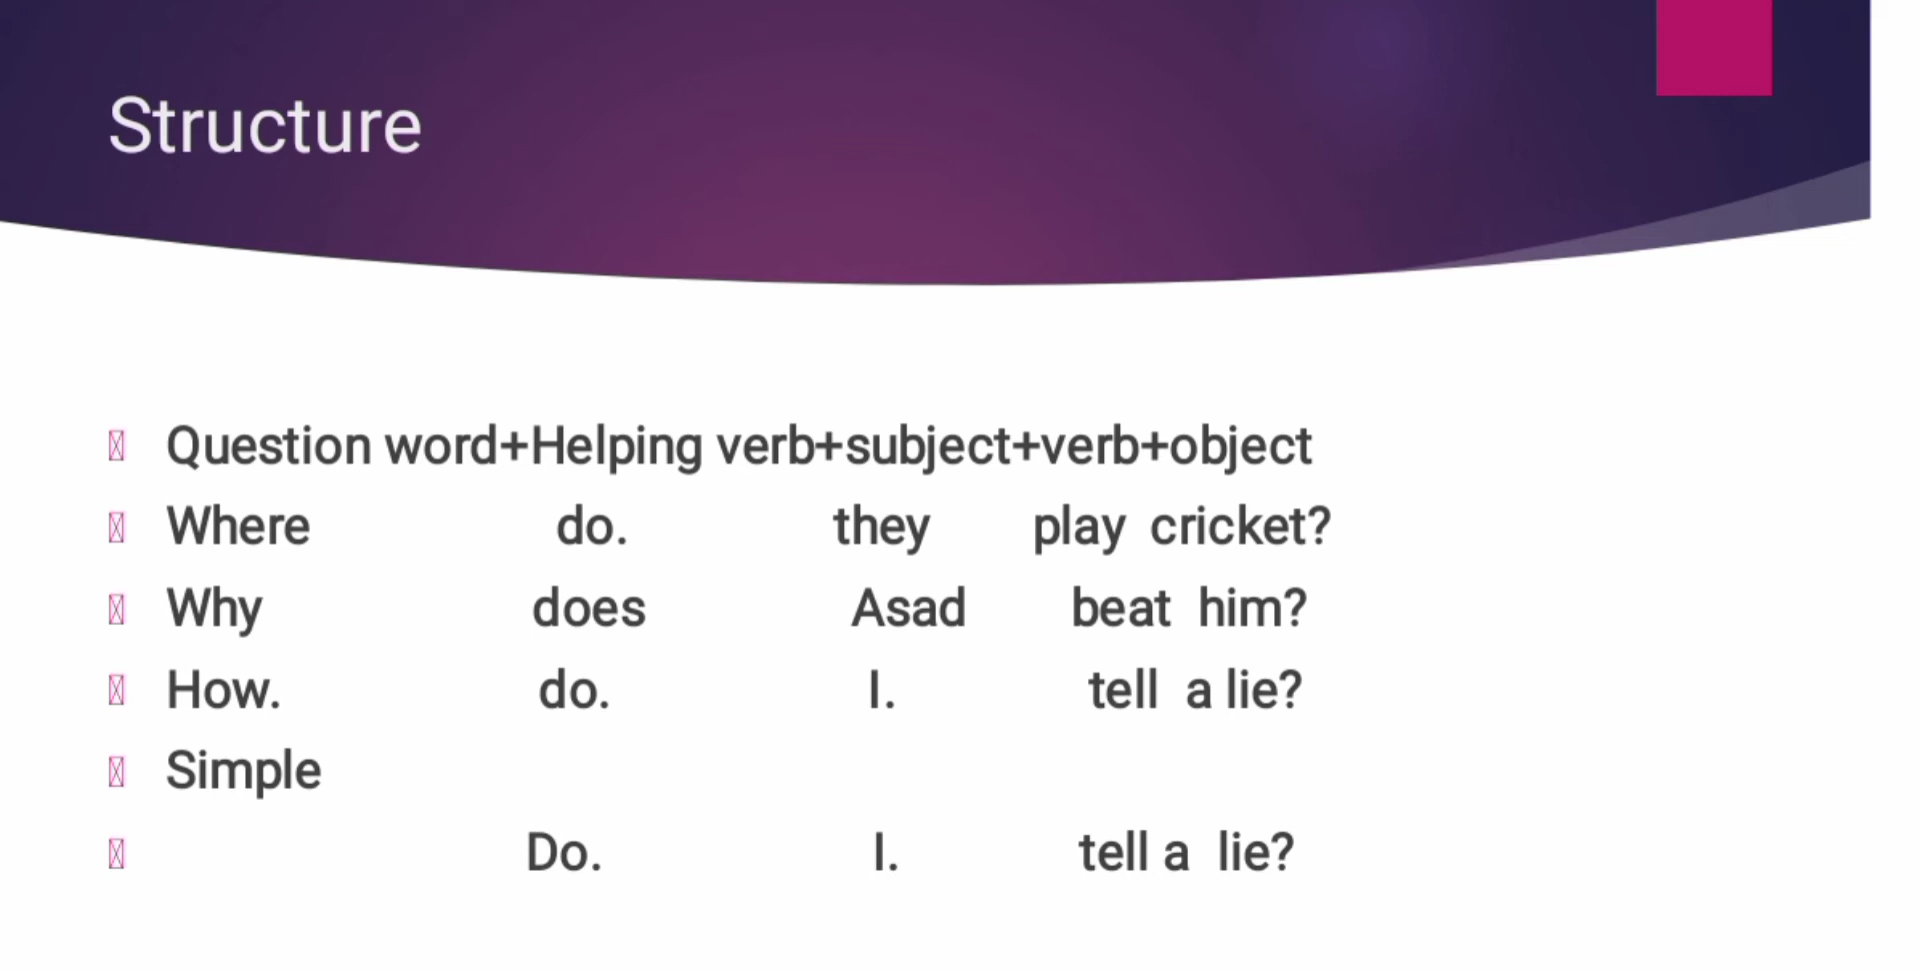 Structure
Question word+Helping verb+subject+verb+object
Where do. they play cricket?
Why does Asad beat him?
How. do. I. tell a lie?
Simple
Do. I. tell a lie?